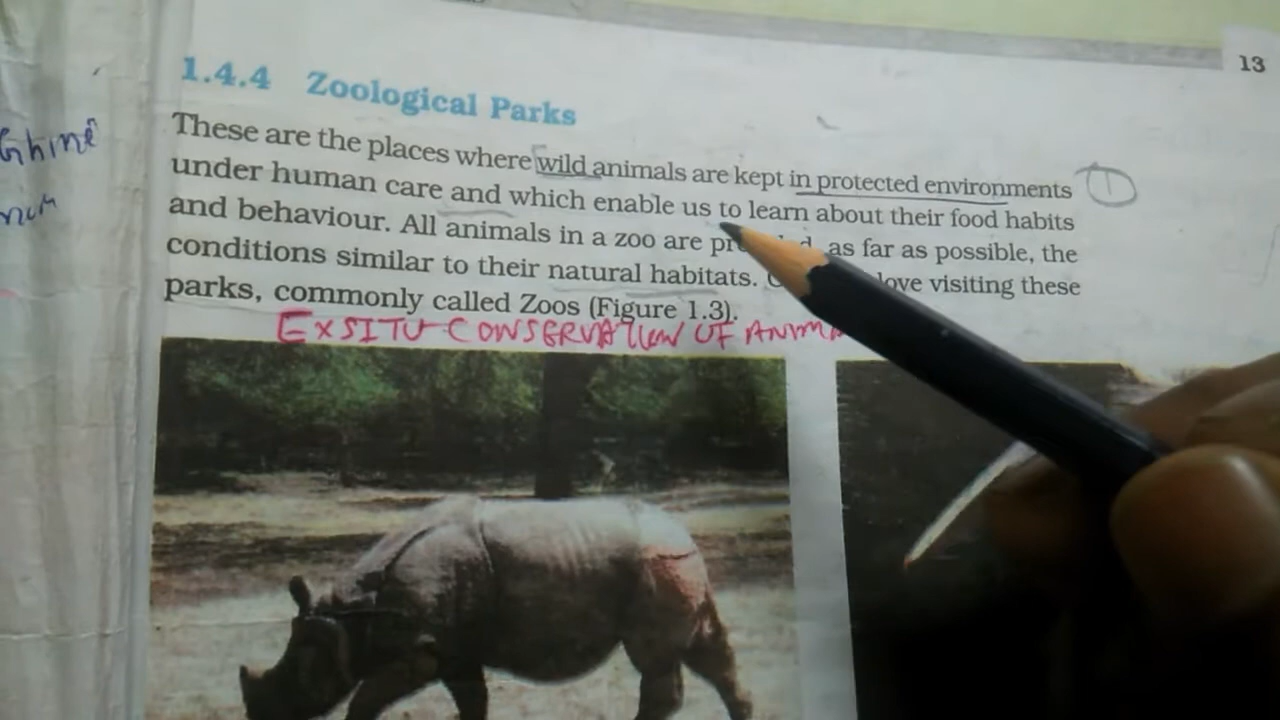 13
1.4.4 Zoological Parks
These are the places where wild animals are kept in protected environments
under human care and which enable us to learn about their food habits
and behaviour. All animals in a zoo are as far as possible, the
conditions similar to their natural habitats. love visiting these
parks, commonly called Zoos (Figure 1.3).
EXSITU CONSERVATION OF
1